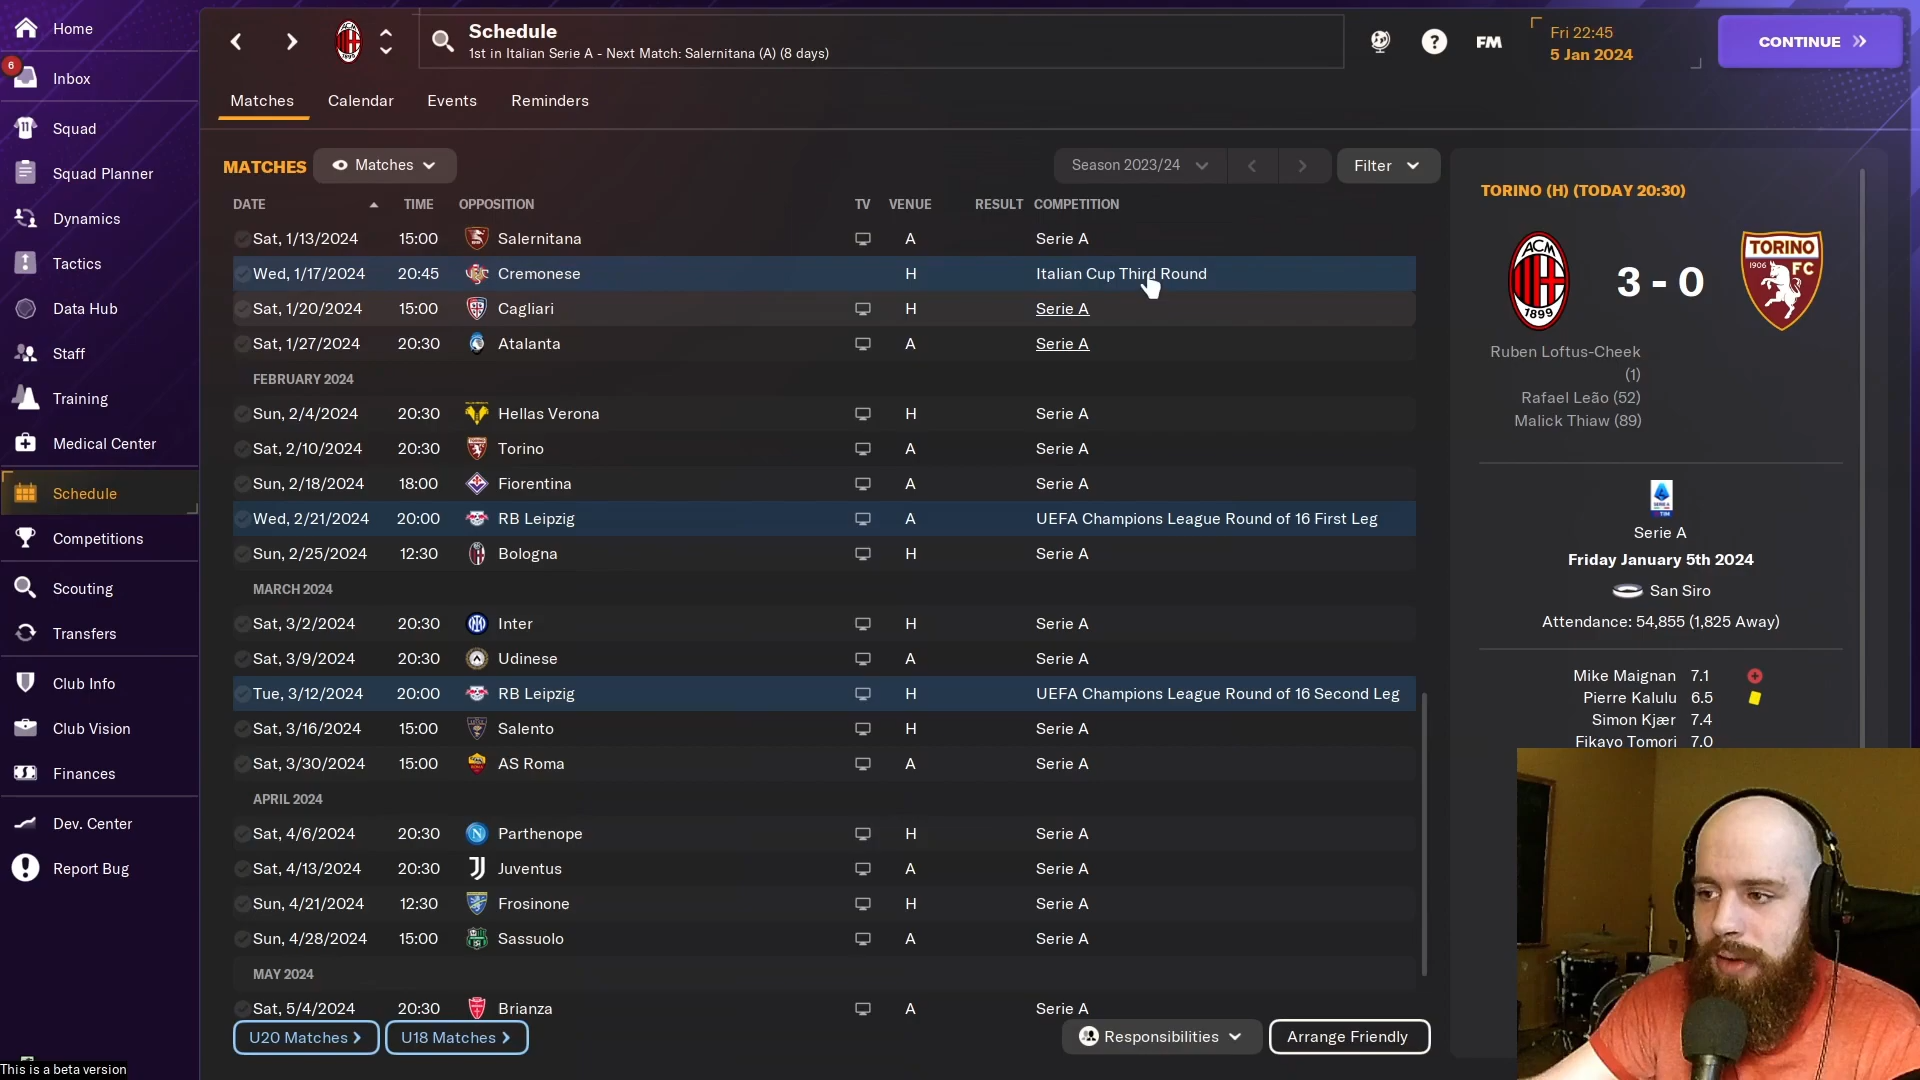 Home
6
Inbox
Squad
Squad Planner
Dynamics
Tactics
Data Hub
Staff
Training
Medical Center
Schedule
Competitions
Scouting
Transfers
Club Info
Club Vision
Finances
Dev. Center
Report Bug
This is a beta version
Schedule
1st in Italian Serie A - Next Match: Salernitana (A) (8 days)
FM
Fri 22:45
5 Jan 2024
CONTINUE
Matches Calendar Events Reminders
MATCHES Matches Season 2023/24 Filter
DATE TIME OPPOSITION TV VENUE RESULT COMPETITION
Sat, 1/13/2024 15:00 Salernitana A Serie A
Wed, 1/17/2024 20:45 Cremonese H Italian Cup Third Round
Sat, 1/20/2024 15:00 Cagliari H Serie A
Sat, 1/27/2024 20:30 Atalanta A Serie A
FEBRUARY 2024
Sun, 2/4/2024 20:30 Hellas Verona H Serie A
Sat, 2/10/2024 20:30 Torino A Serie A
Sun, 2/18/2024 18:00 Fiorentina A Serie A
Wed, 2/21/2024 20:00 RB Leipzig A UEFA Champions League Round of 16 First Leg
Sun, 2/25/2024 12:30 Bologna H Serie A
MARCH 2024
Sat, 3/2/2024 20:30 Inter H Serie A
Sat, 3/9/2024 20:30 Udinese A Serie A
Tue, 3/12/2024 20:00 RB Leipzig H UEFA Champions League Round of 16 Second Leg
Sat, 3/16/2024 15:00 Salento H Serie A
Sat, 3/30/2024 15:00 AS Roma A Serie A
APRIL 2024
Sat, 4/6/2024 20:30 Parthenope H Serie A
Sat, 4/13/2024 20:30 Juventus A Serie A
Sun, 4/21/2024 12:30 Frosinone H Serie A
Sun, 4/28/2024 15:00 Sassuolo A Serie A
MAY 2024
Sat, 5/4/2024 20:30 Brianza A Serie A
U20 Matches U18 Matches Responsibilities Arrange Friendly
TORINO (H) (TODAY 20:30)
ACM
1899
3 - 0
TORINO
1906 FC
Ruben Loftus-Cheek
(1)
Rafael Leão (52)
Malick Thiaw (89)
Serie A
Friday January 5th 2024
San Siro
Attendance: 54,855 (1,825 Away)
Mike Maignan 7.1
Pierre Kalulu 6.5
Simon Kjær 7.4
Fikayo Tomori 7.0